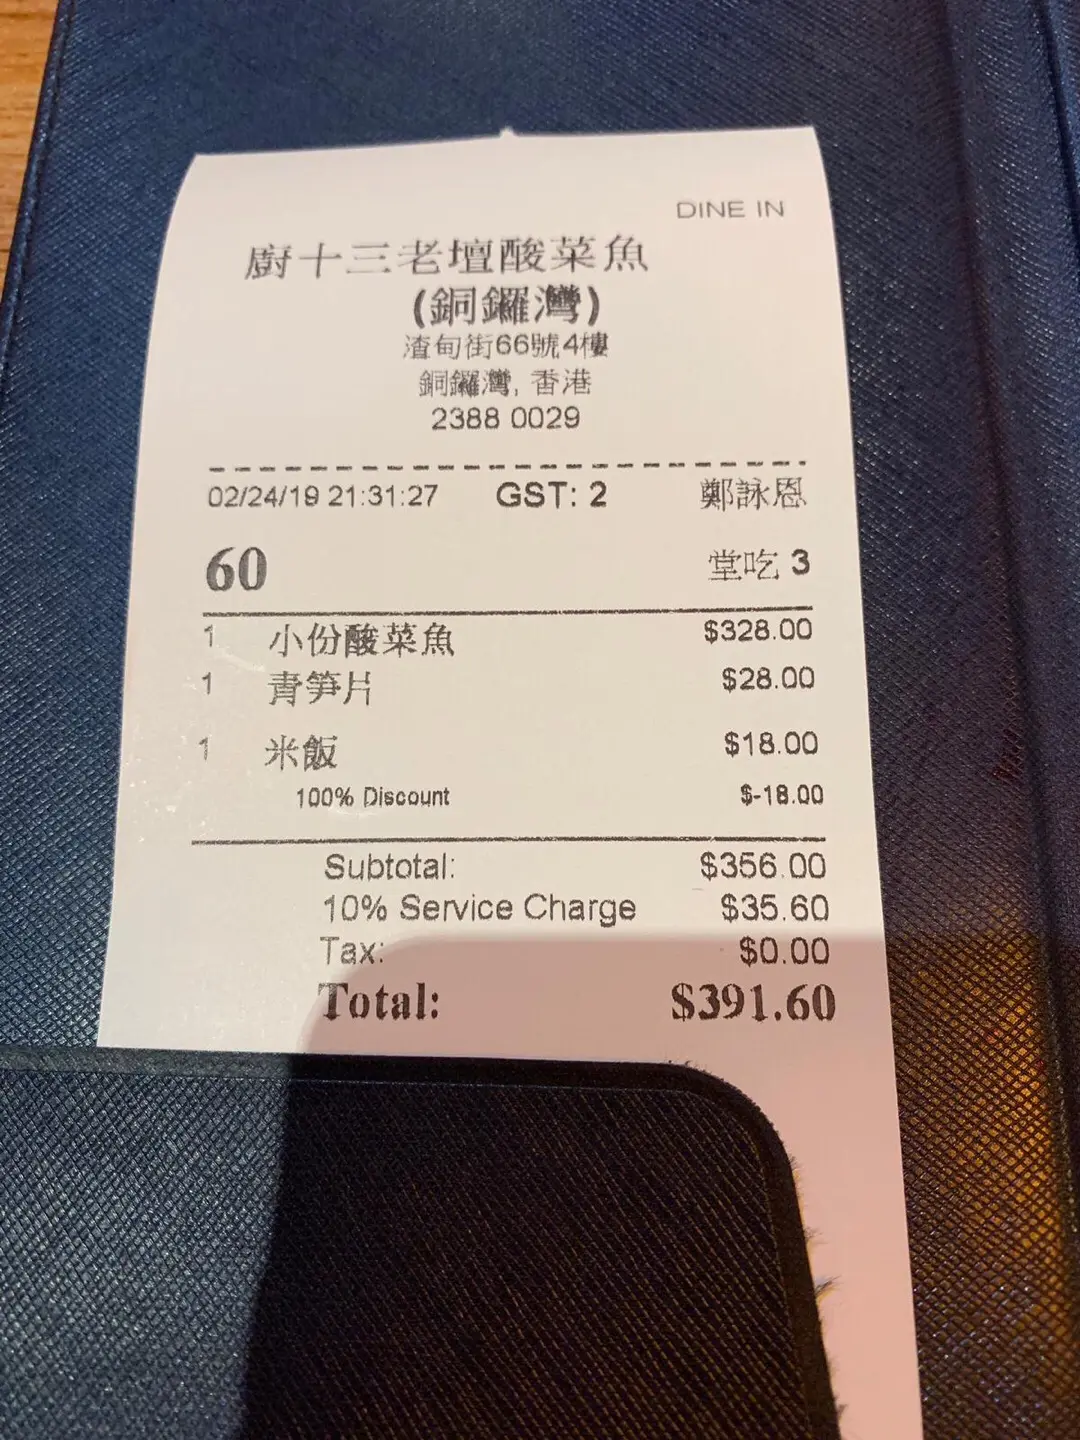 DINE IN
廚十三老壇酸菜魚
(銅鑼灣)
渣甸街66號4樓
銅鑼灣, 香港
2388 0029
02/24/19 21:31:27 GST: 2 鄭詠恩
60 堂吃 3
1 小份酸菜魚 $328.00
1 青笋片 $28.00
1 米飯 $18.00
100% Discount $-18.00
Subtotal: $356.00
10% Service Charge $35.60
Tax: $0.00
Total: $391.60